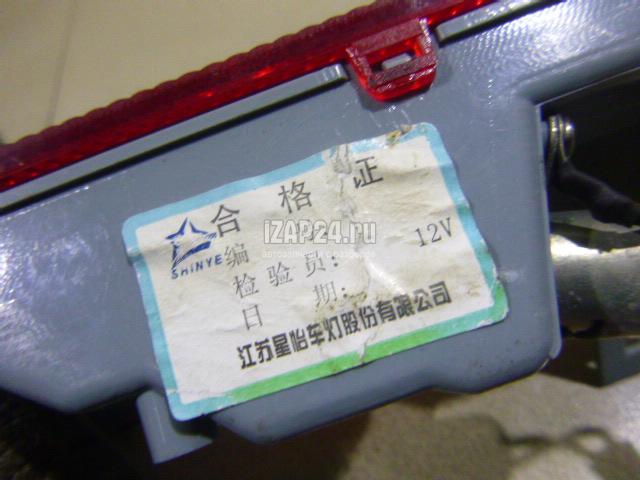 合格证
SHINYE
编 12V
检验员:
日 期:
江苏星怡车灯股份有限公司
IZAP24.ru